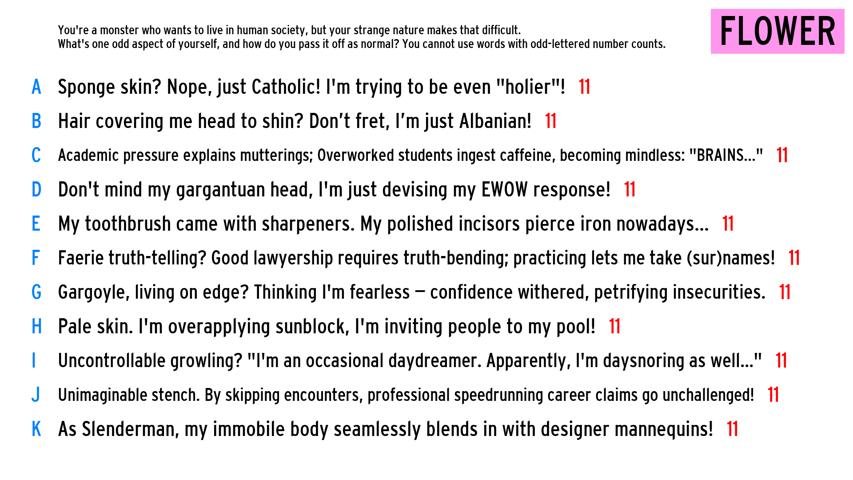 You're a monster who wants to live in human society, but your strange nature makes that difficult.
What's one odd aspect of yourself, and how do you pass it off as normal? You cannot use words with odd-lettered number counts.
FLOWER
A Sponge skin? Nope, just Catholic! I'm trying to be even "holier"! 11
B Hair covering me head to shin? Don’t fret, I’m just Albanian! 11
C Academic pressure explains mutterings; Overworked students ingest caffeine, becoming mindless: "BRAINS..." 11
D Don't mind my gargantuan head, I'm just devising my EWOW response! 11
E My toothbrush came with sharpeners. My polished incisors pierce iron nowadays... 11
F Faerie truth-telling? Good lawyership requires truth-bending; practicing lets me take (sur)names! 11
G Gargoyle, living on edge? Thinking I'm fearless – confidence withered, petrifying insecurities. 11
H Pale skin. I'm overapplying sunblock, I'm inviting people to my pool! 11
I Uncontrollable growling? "I'm an occasional daydreamer. Apparently, I'm daysnoring as well..." 11
J Unimaginable stench. By skipping encounters, professional speedrunning career claims go unchallenged! 11
K As Slenderman, my immobile body seamlessly blends in with designer mannequins! 11